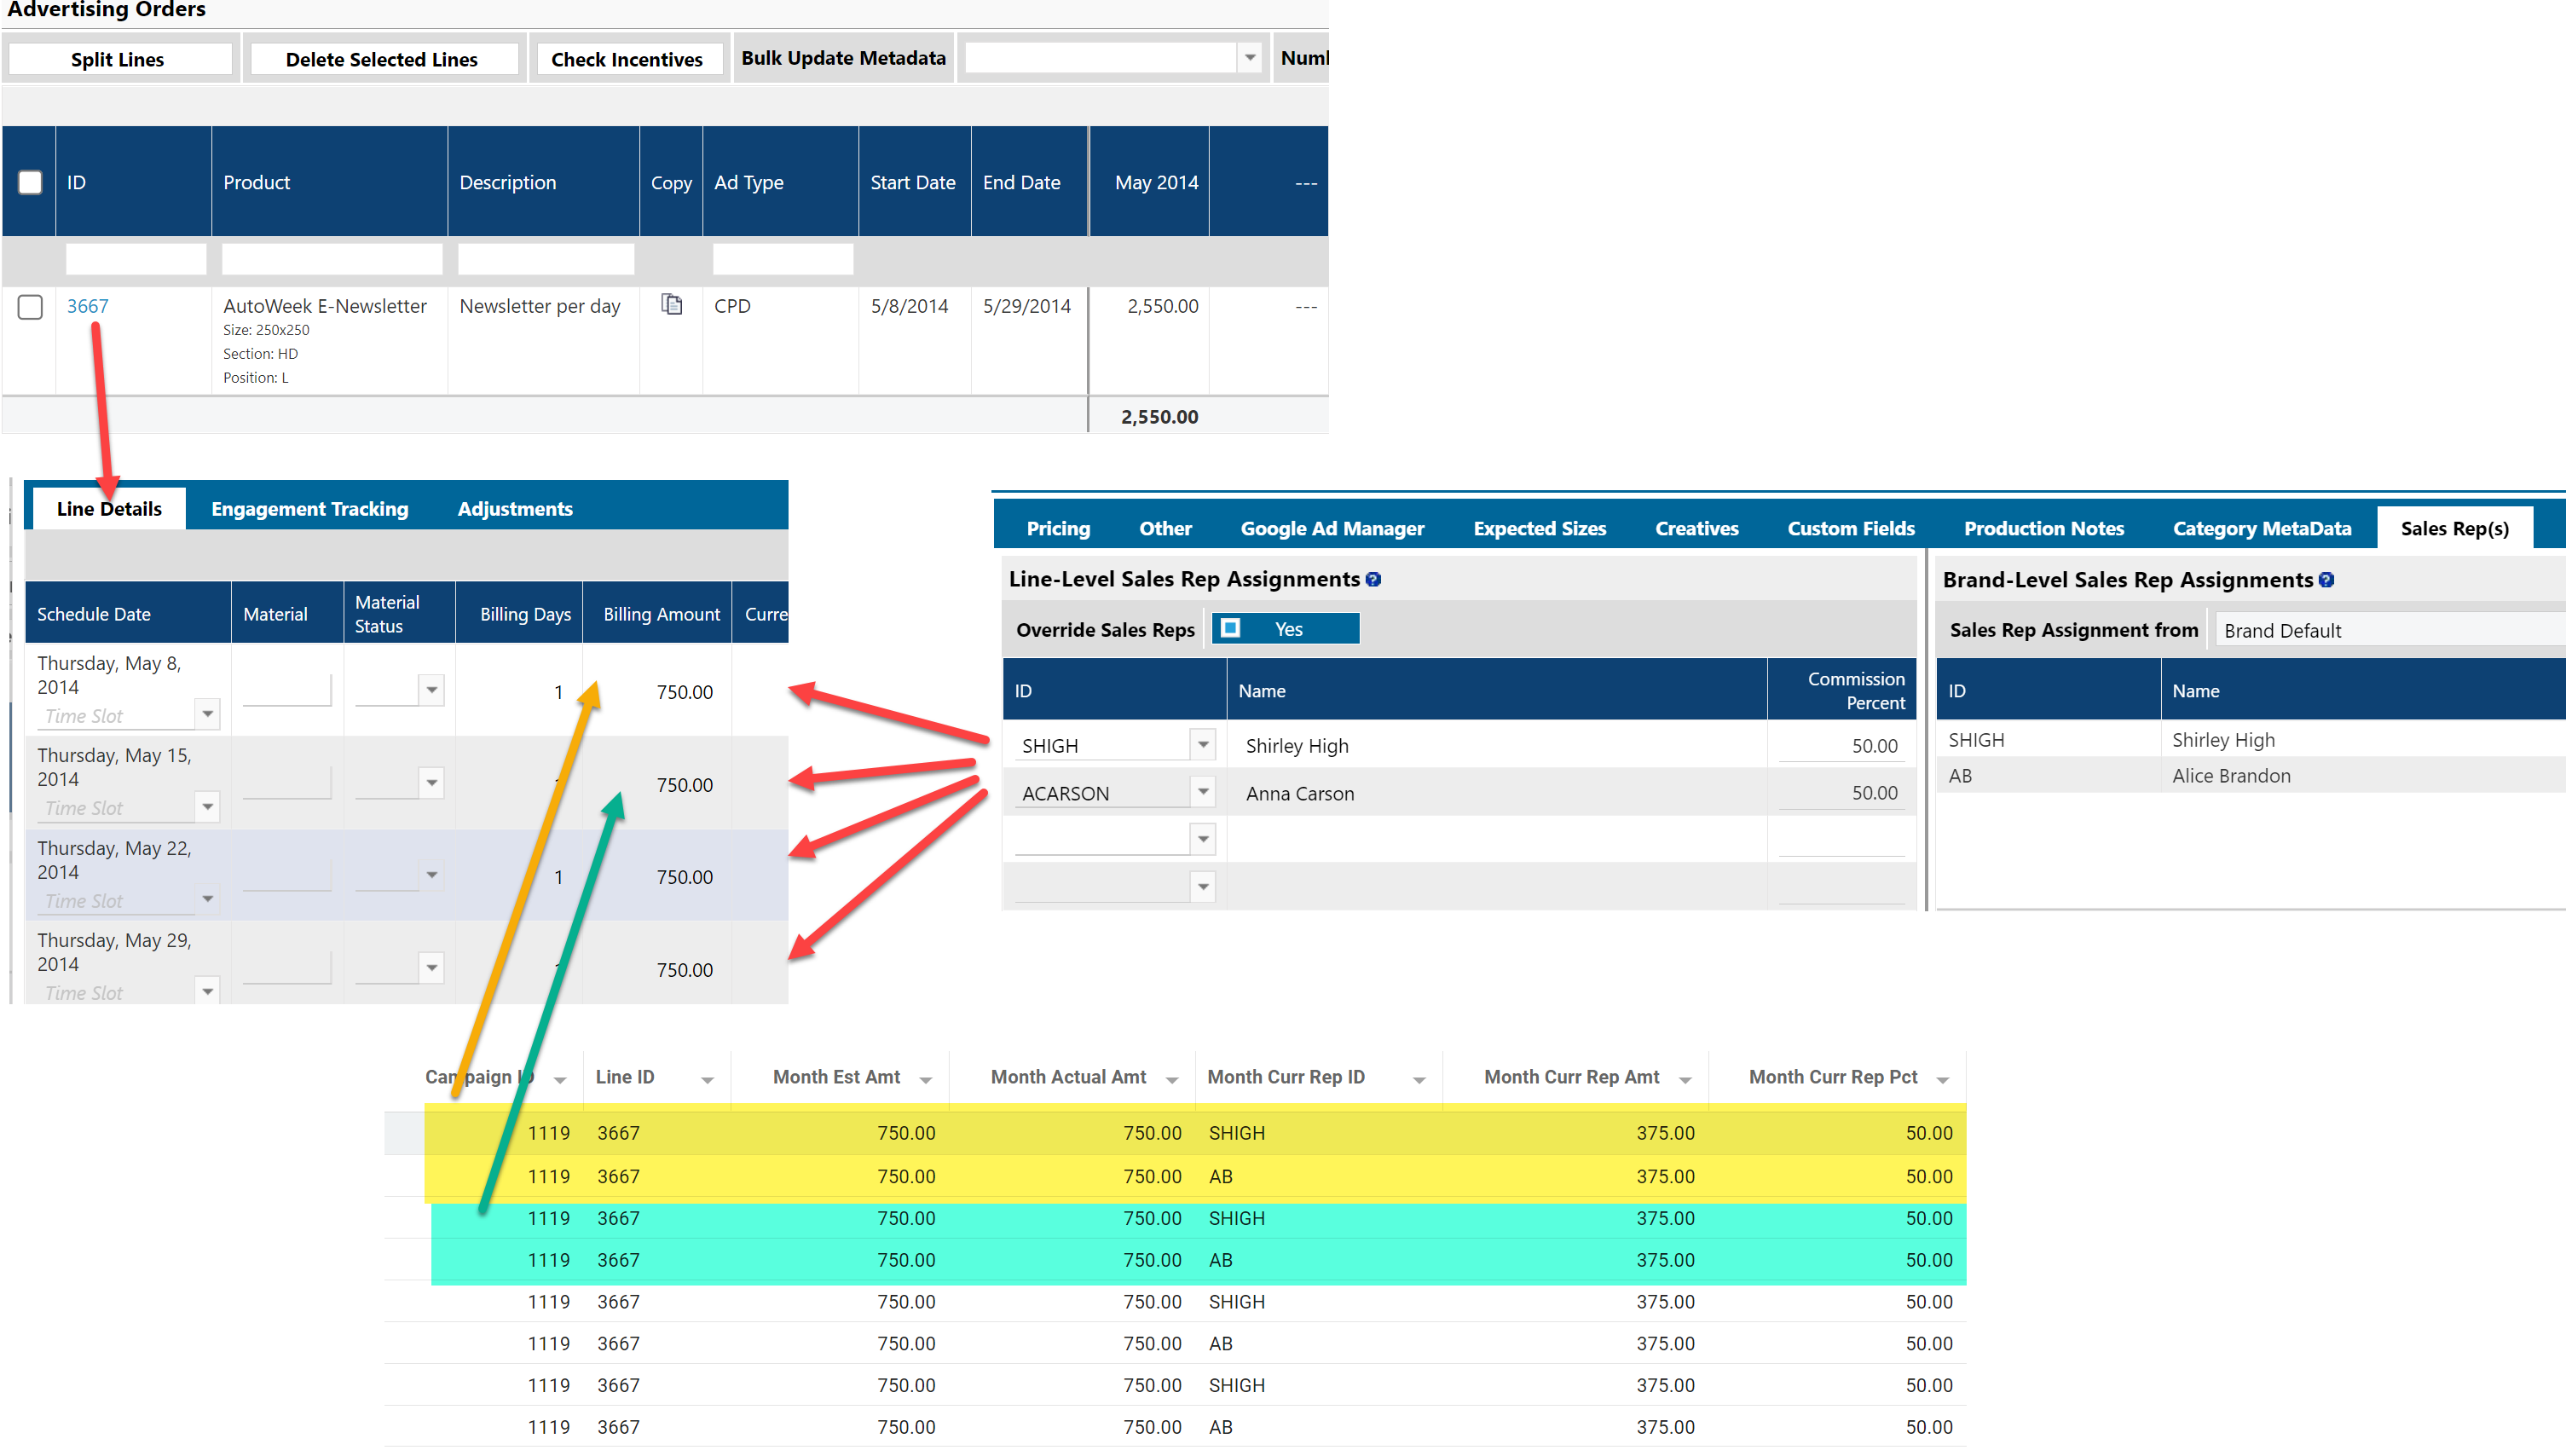 Advertising Orders
Split Lines Delete Selected Lines Check Incentives Bulk Update Metadata Numl
ID Product Description Copy Ad Type Start Date End Date May 2014 ---
3667 AutoWeek E-Newsletter Newsletter per day CPD 5/8/2014 5/29/2014 2,550.00 ---
Size: 250x250
Section: HD
Position: L
2,550.00
Line Details Engagement Tracking Adjustments
Schedule Date Material Material Status Billing Days Billing Amount Curre
Thursday, May 8, 2014 1 750.00
Time Slot
Thursday, May 15, 2014 750.00
Time Slot
Thursday, May 22, 2014 1 750.00
Time Slot
Thursday, May 29, 2014 750.00
Time Slot
Pricing Other Google Ad Manager Expected Sizes Creatives Custom Fields Production Notes Category MetaData Sales Rep(s)
Line-Level Sales Rep Assignments ?
Override Sales Reps Yes
ID Name Commission Percent
SHIGH Shirley High 50.00
ACARSON Anna Carson 50.00
Brand-Level Sales Rep Assignments ?
Sales Rep Assignment from Brand Default
ID Name
SHIGH Shirley High
AB Alice Brandon
Campaign ID Line ID Month Est Amt Month Actual Amt Month Curr Rep ID Month Curr Rep Amt Month Curr Rep Pct
1119 3667 750.00 750.00 SHIGH 375.00 50.00
1119 3667 750.00 750.00 AB 375.00 50.00
1119 3667 750.00 750.00 SHIGH 375.00 50.00
1119 3667 750.00 750.00 AB 375.00 50.00
1119 3667 750.00 750.00 SHIGH 375.00 50.00
1119 3667 750.00 750.00 AB 375.00 50.00
1119 3667 750.00 750.00 SHIGH 375.00 50.00
1119 3667 750.00 750.00 AB 375.00 50.00